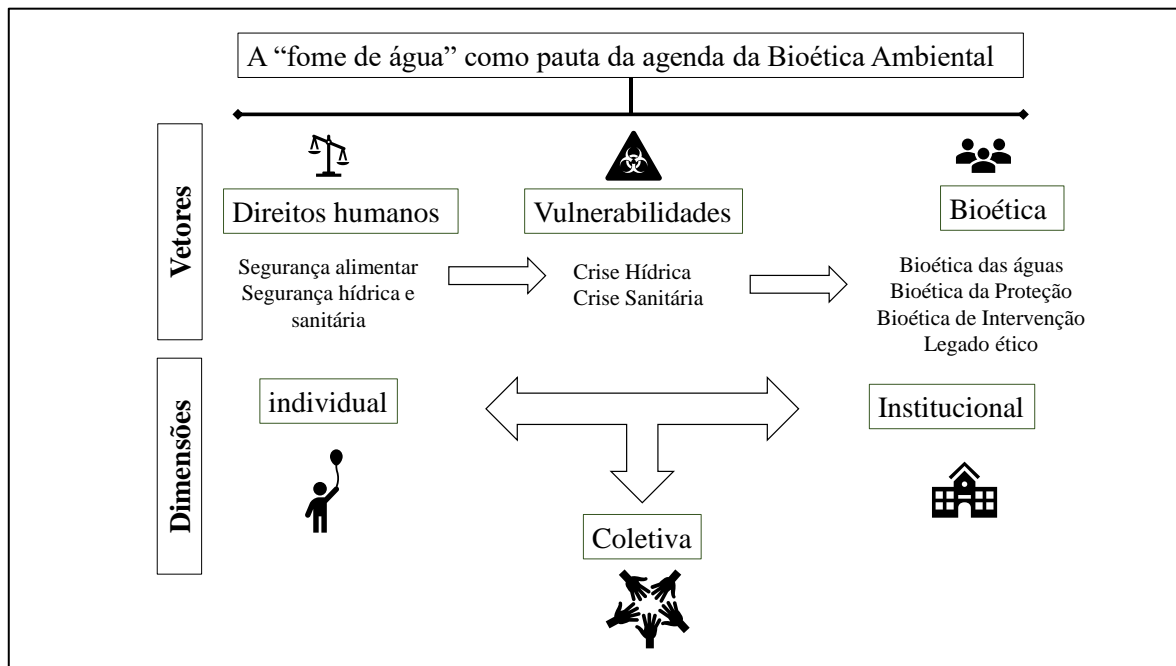 A “fome de água” como pauta da agenda da Bioética Ambiental
Vetores
Direitos humanos
Segurança alimentar
Segurança hídrica e
sanitária
Vulnerabilidades
Crise Hídrica
Crise Sanitária
Bioética
Bioética das águas
Bioética da Proteção
Bioética de Intervenção
Legado ético
Dimensões
individual
Institucional
Coletiva